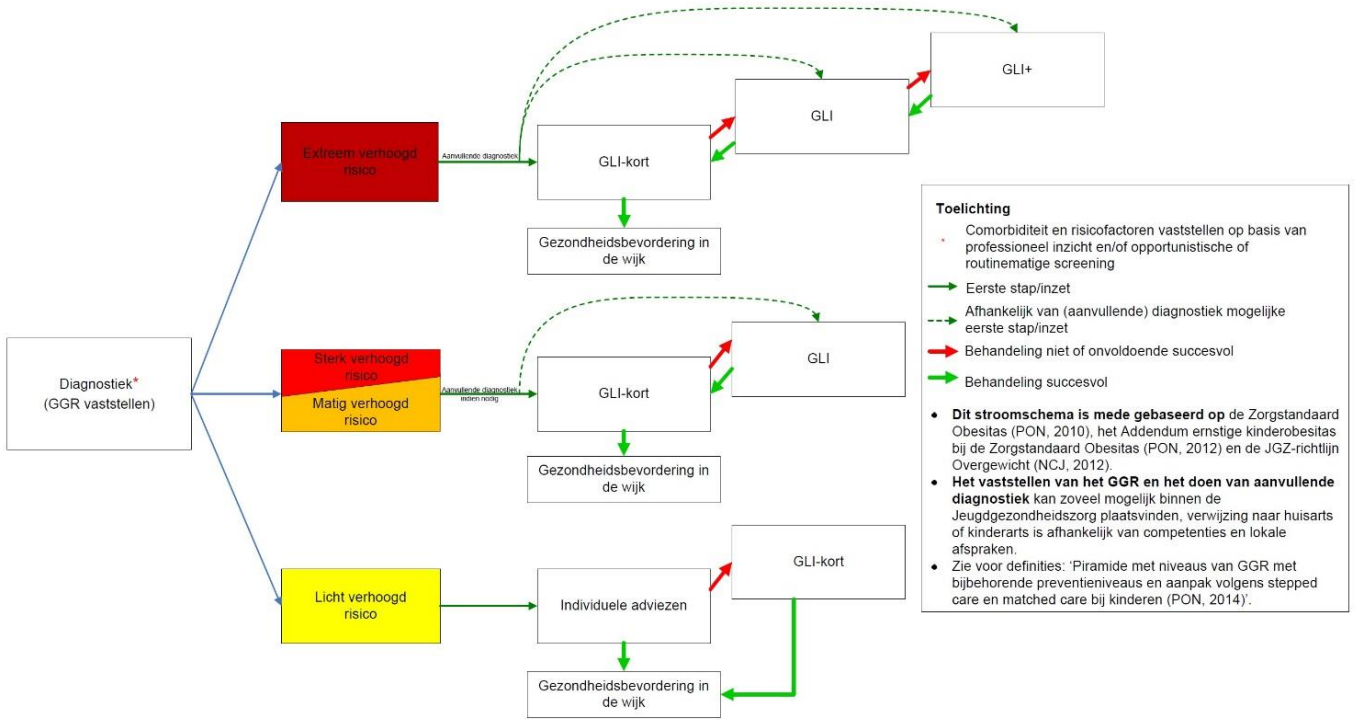 GLI+
GLI
Extreem verhoogd
risico
Aanvullende diagnostiek
GLI-kort
Gezondheidsbevordering in
de wijk
Diagnostiek*
(GGR vaststellen)
Sterk verhoogd
risico
Matig verhoogd
risico
Aanvullende diagnostiek,
indien nodig
GLI-kort
GLI
Gezondheidsbevordering in
de wijk
Licht verhoogd
risico
Individuele adviezen
GLI-kort
Gezondheidsbevordering in
de wijk
Toelichting
* Comorbiditeit en risicofactoren vaststellen op basis van
professioneel inzicht en/of opportunistische of
routinematige screening
Eerste stap/inzet
Afhankelijk van (aanvullende) diagnostiek mogelijke
eerste stap/inzet
Behandeling niet of onvoldoende succesvol
Behandeling succesvol
• Dit stroomschema is mede gebaseerd op de Zorgstandaard
Obesitas (PON, 2010), het Addendum ernstige kinderobesitas
bij de Zorgstandaard Obesitas (PON, 2012) en de JGZ-richtlijn
Overgewicht (NCJ, 2012).
• Het vaststellen van het GGR en het doen van aanvullende
diagnostiek kan zoveel mogelijk binnen de
Jeugdgezondheidszorg plaatsvinden, verwijzing naar huisarts
of kinderarts is afhankelijk van competenties en lokale
afspraken.
• Zie voor definities: 'Piramide met niveaus van GGR met
bijbehorende preventieniveaus en aanpak volgens stepped
care en matched care bij kinderen (PON, 2014)'.